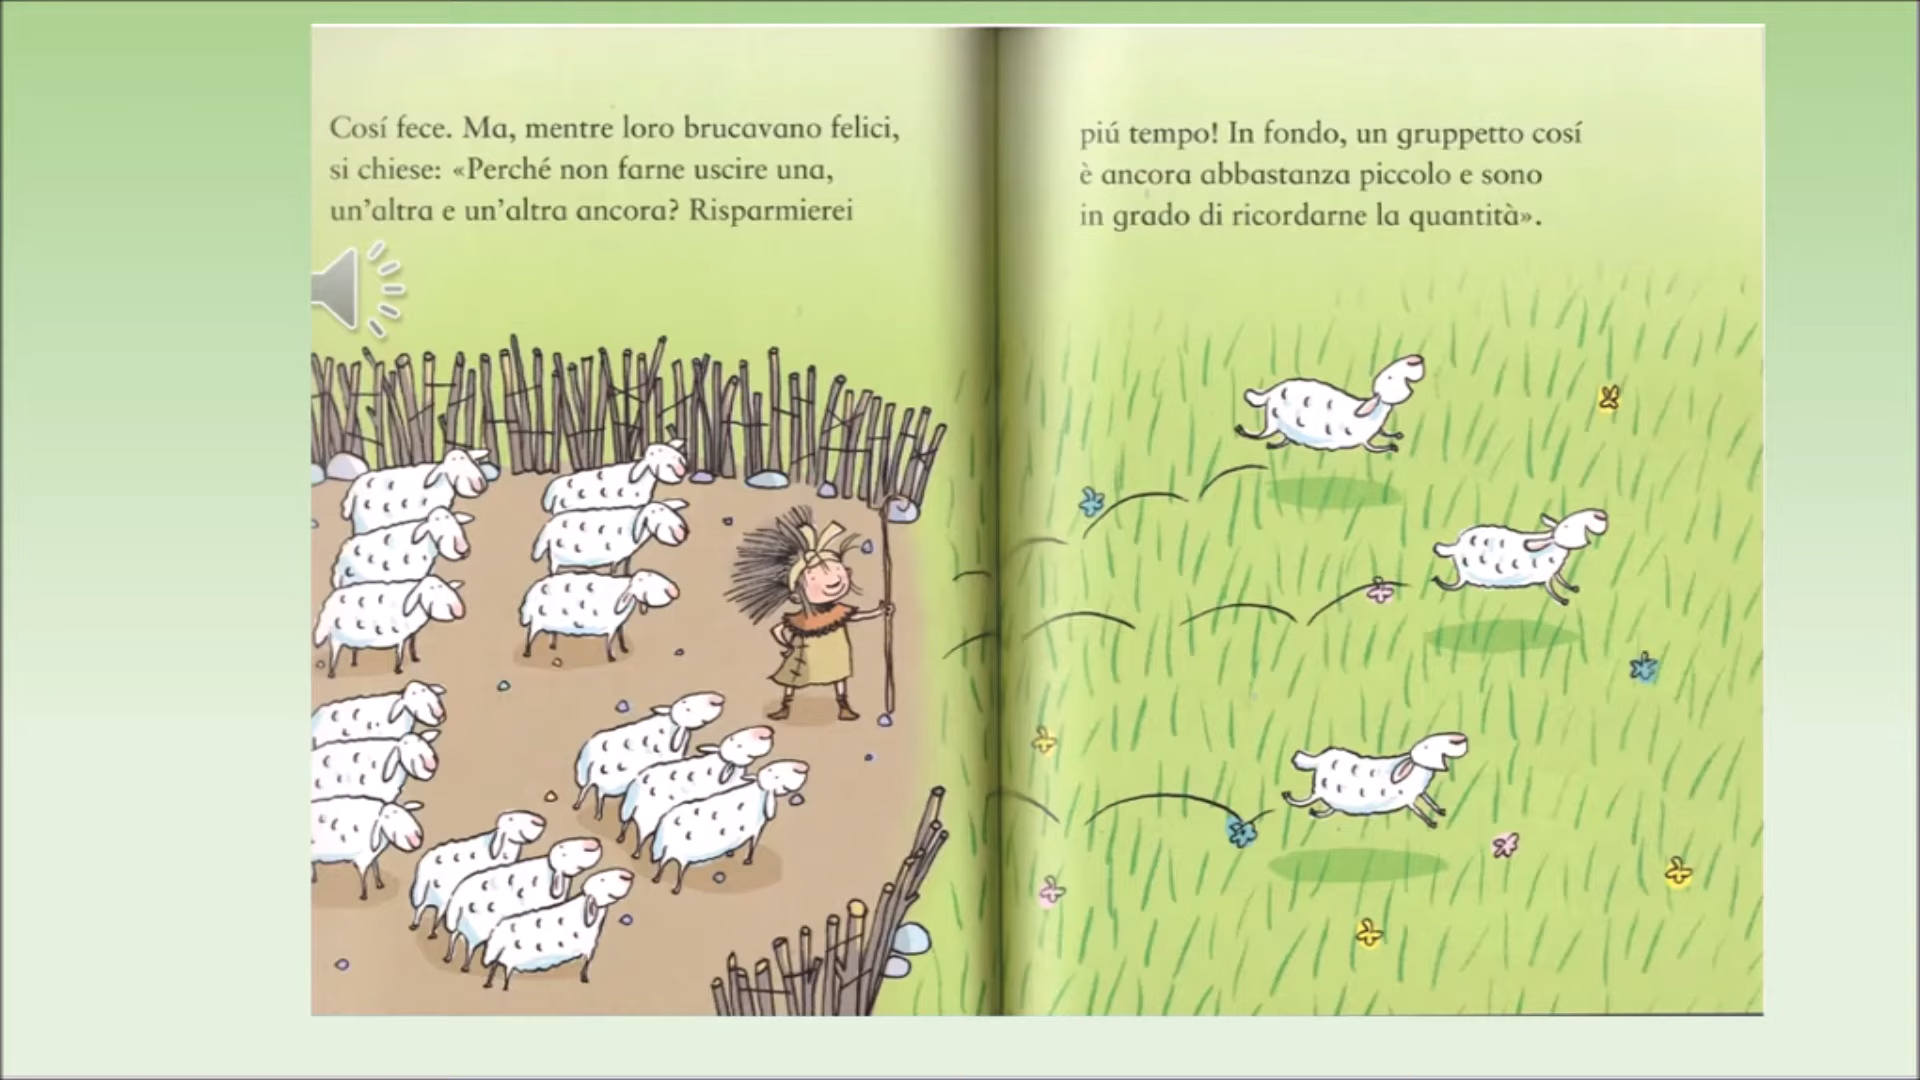 Cosí fece. Ma, mentre loro brucavano felici,
si chiese: «Perché non farne uscire una,
un’altra e un’altra ancora? Risparmierei
piú tempo! In fondo, un gruppetto cosí
è ancora abbastanza piccolo e sono
in grado di ricordarne la quantità».